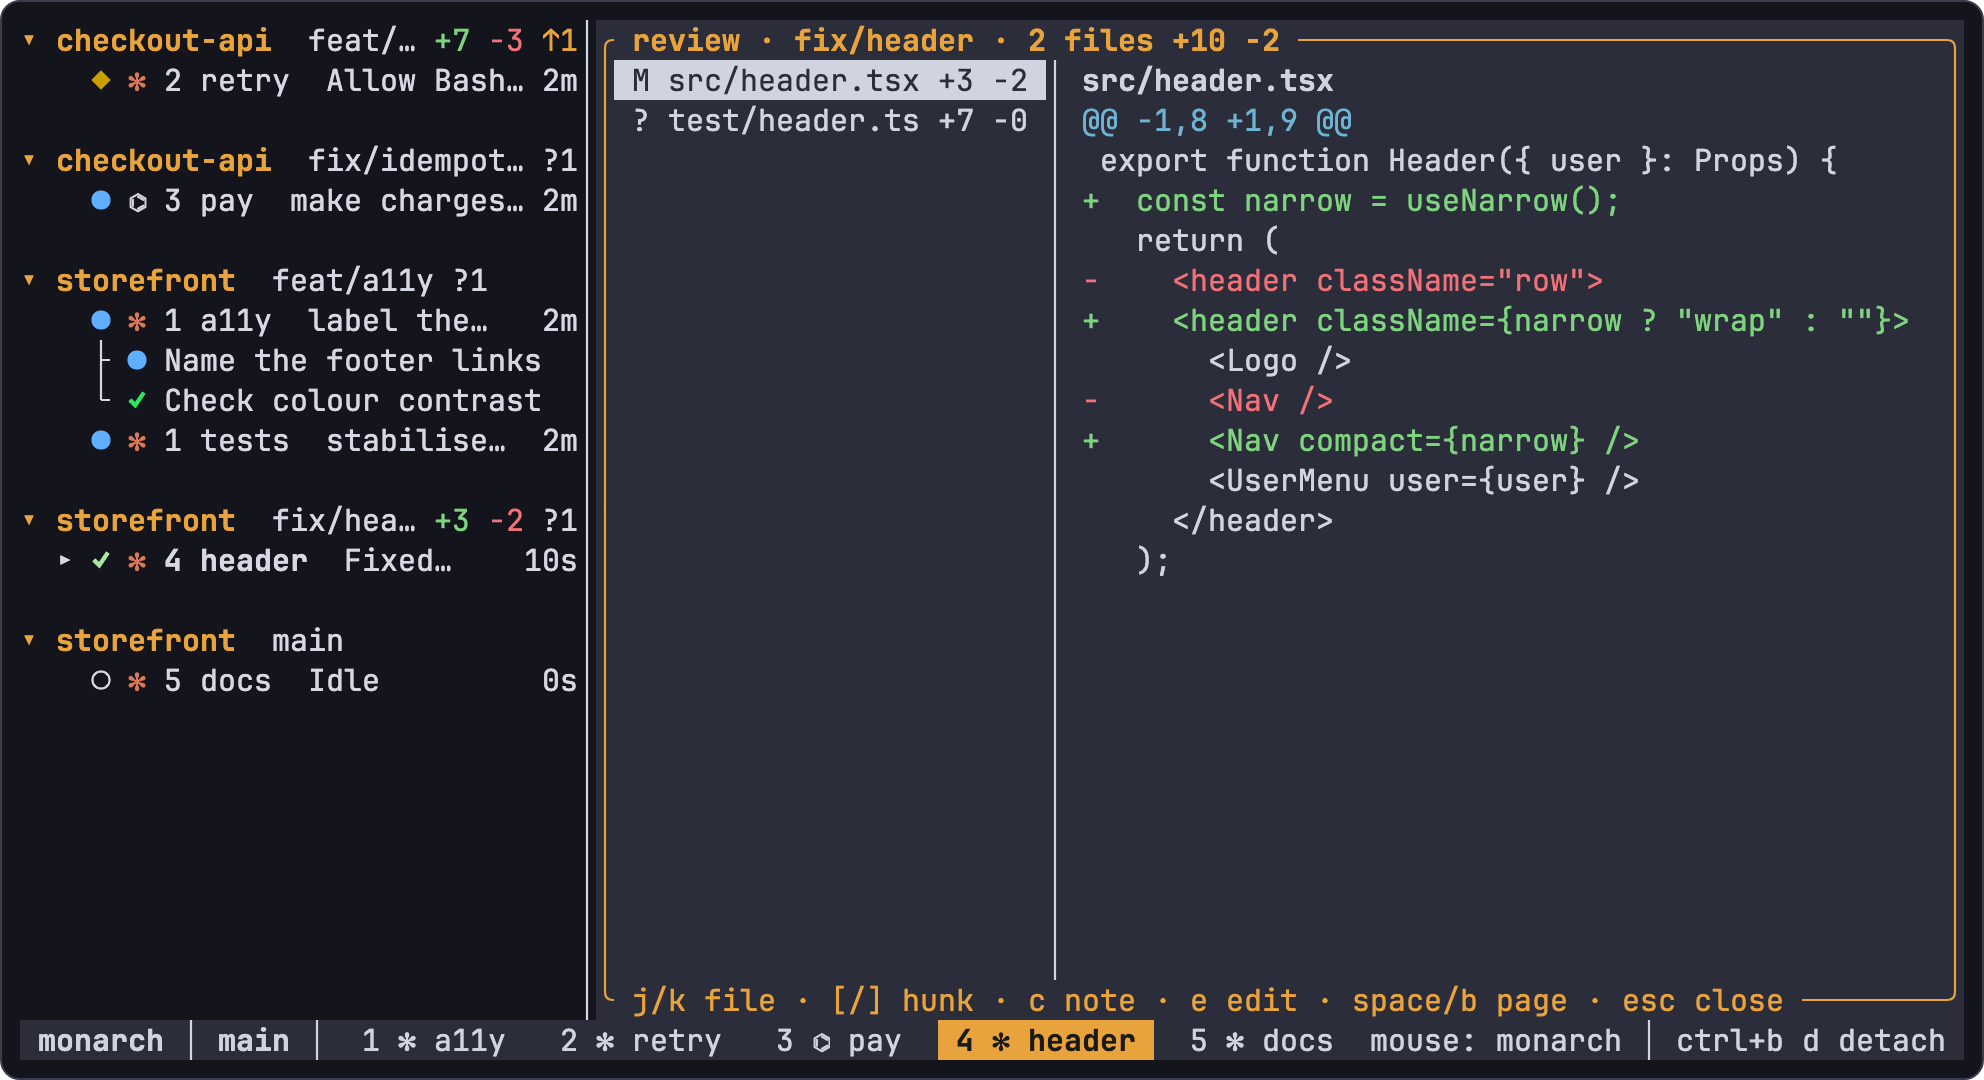 ▾ checkout-api  feat/… +7 -3 ↑1
◆ ✻ 2 retry  Allow Bash… 2m
▾ checkout-api  fix/idempot… ?1
● ⌬ 3 pay  make charges… 2m
▾ storefront  feat/a11y ?1
● ✻ 1 a11y  label the…  2m
├ ● Name the footer links
└ ✓ Check colour contrast
● ✻ 1 tests  stabilise…  2m
▾ storefront  fix/hea… +3 -2 ?1
▸ ✓ ✻ 4 header  Fixed…  10s
▾ storefront  main
○ ✻ 5 docs  Idle  0s
review · fix/header · 2 files +10 -2
M src/header.tsx +3 -2
? test/header.ts +7 -0
src/header.tsx
@@ -1,8 +1,9 @@
 export function Header({ user }: Props) {
+  const narrow = useNarrow();
   return (
-    <header className="row">
+    <header className={narrow ? "wrap" : ""}>
       <Logo />
-      <Nav />
+      <Nav compact={narrow} />
       <UserMenu user={user} />
     </header>
   );
j/k file · [/] hunk · c note · e edit · space/b page · esc close
monarch │ main │ 1 ✻ a11y  2 ✻ retry  3 ⌬ pay  4 ✻ header  5 ✻ docs  mouse: monarch │ ctrl+b d detach